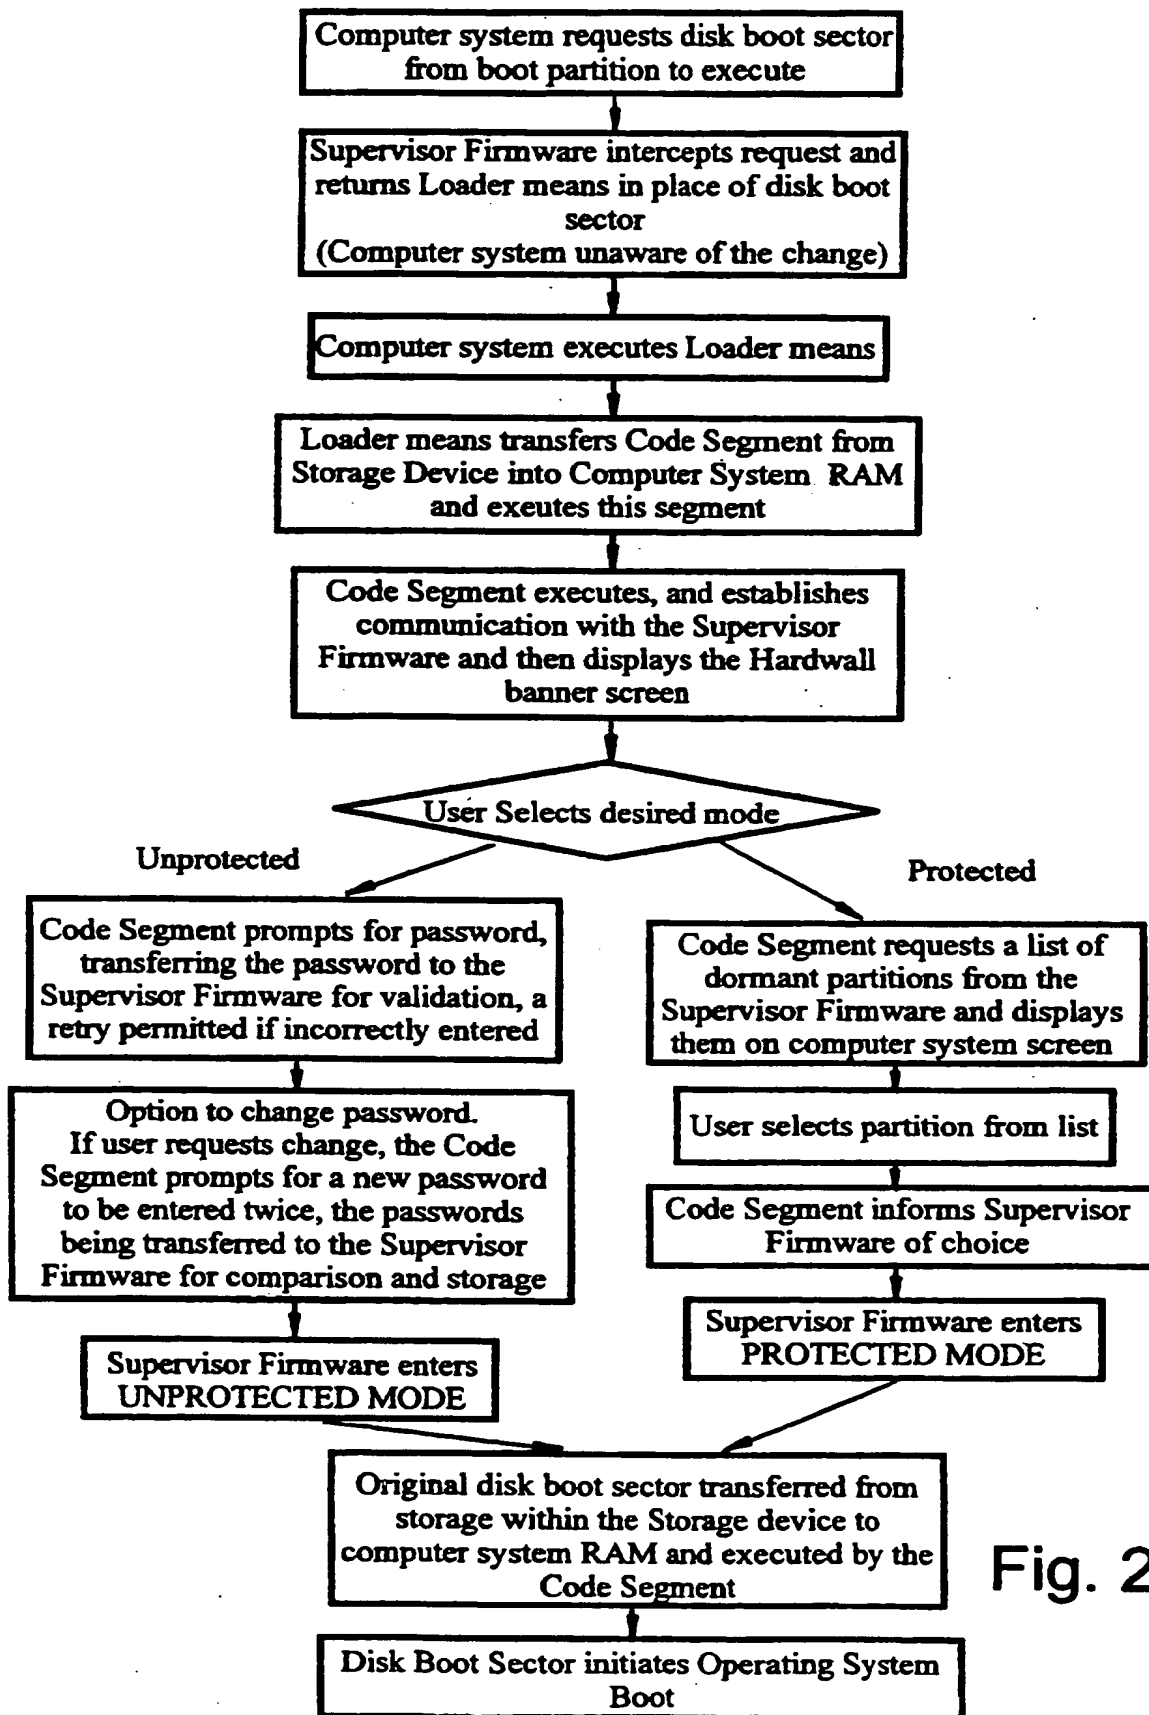 Computer system requests disk boot sector
from boot partition to execute
Supervisor Firmware intercepts request and
returns Loader means in place of disk boot
sector
(Computer system unaware of the change)
Computer system executes Loader means
Loader means transfers Code Segment from
Storage Device into Computer System RAM
and exeutes this segment
Code Segment executes, and establishes
communication with the Supervisor
Firmware and then displays the Hardwall
banner screen
User Selects desired mode
Unprotected
Protected
Code Segment prompts for password,
transferring the password to the
Supervisor Firmware for validation, a
retry permitted if incorrectly entered
Option to change password.
If user requests change, the Code
Segment prompts for a new password
to be entered twice, the passwords
being transferred to the Supervisor
Firmware for comparison and storage
Supervisor Firmware enters
UNPROTECTED MODE
Code Segment requests a list of
dormant partitions from the
Supervisor Firmware and displays
them on computer system screen
User selects partition from list
Code Segment informs Supervisor
Firmware of choice
Supervisor Firmware enters
PROTECTED MODE
Original disk boot sector transferred from
storage within the Storage device to
computer system RAM and executed by the
Code Segment
Fig. 2
Disk Boot Sector initiates Operating System
Boot